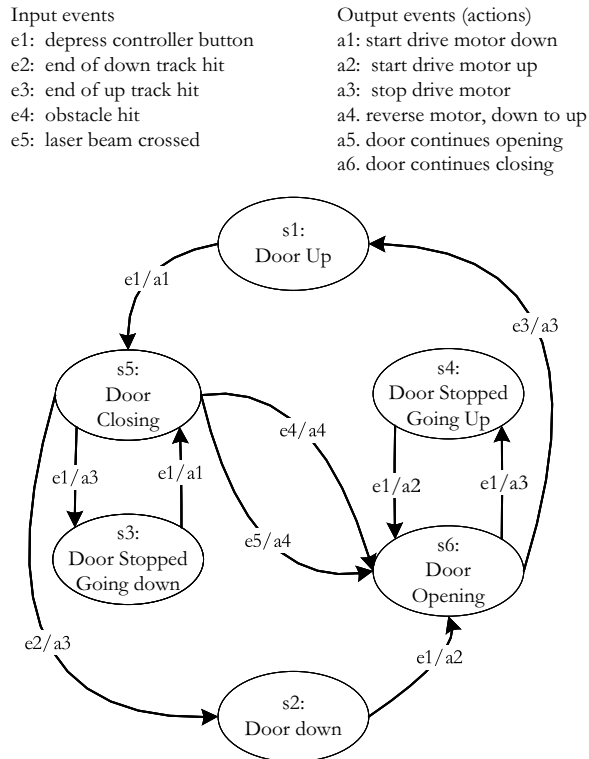 Input events
e1: depress controller button
e2: end of down track hit
e3: end of up track hit
e4: obstacle hit
e5: laser beam crossed
Output events (actions)
a1: start drive motor down
a2: start drive motor up
a3: stop drive motor
a4. reverse motor, down to up
a5. door continues opening
a6. door continues closing
s1:
Door Up
e1/a1
e3/a3
s5:
Door
Closing
s4:
Door Stopped
Going Up
e4/a4
e1/a3
e1/a1
e1/a2
e1/a3
e5/a4
s3:
Door Stopped
Going down
s6:
Door
Opening
e2/a3
e1/a2
s2:
Door down